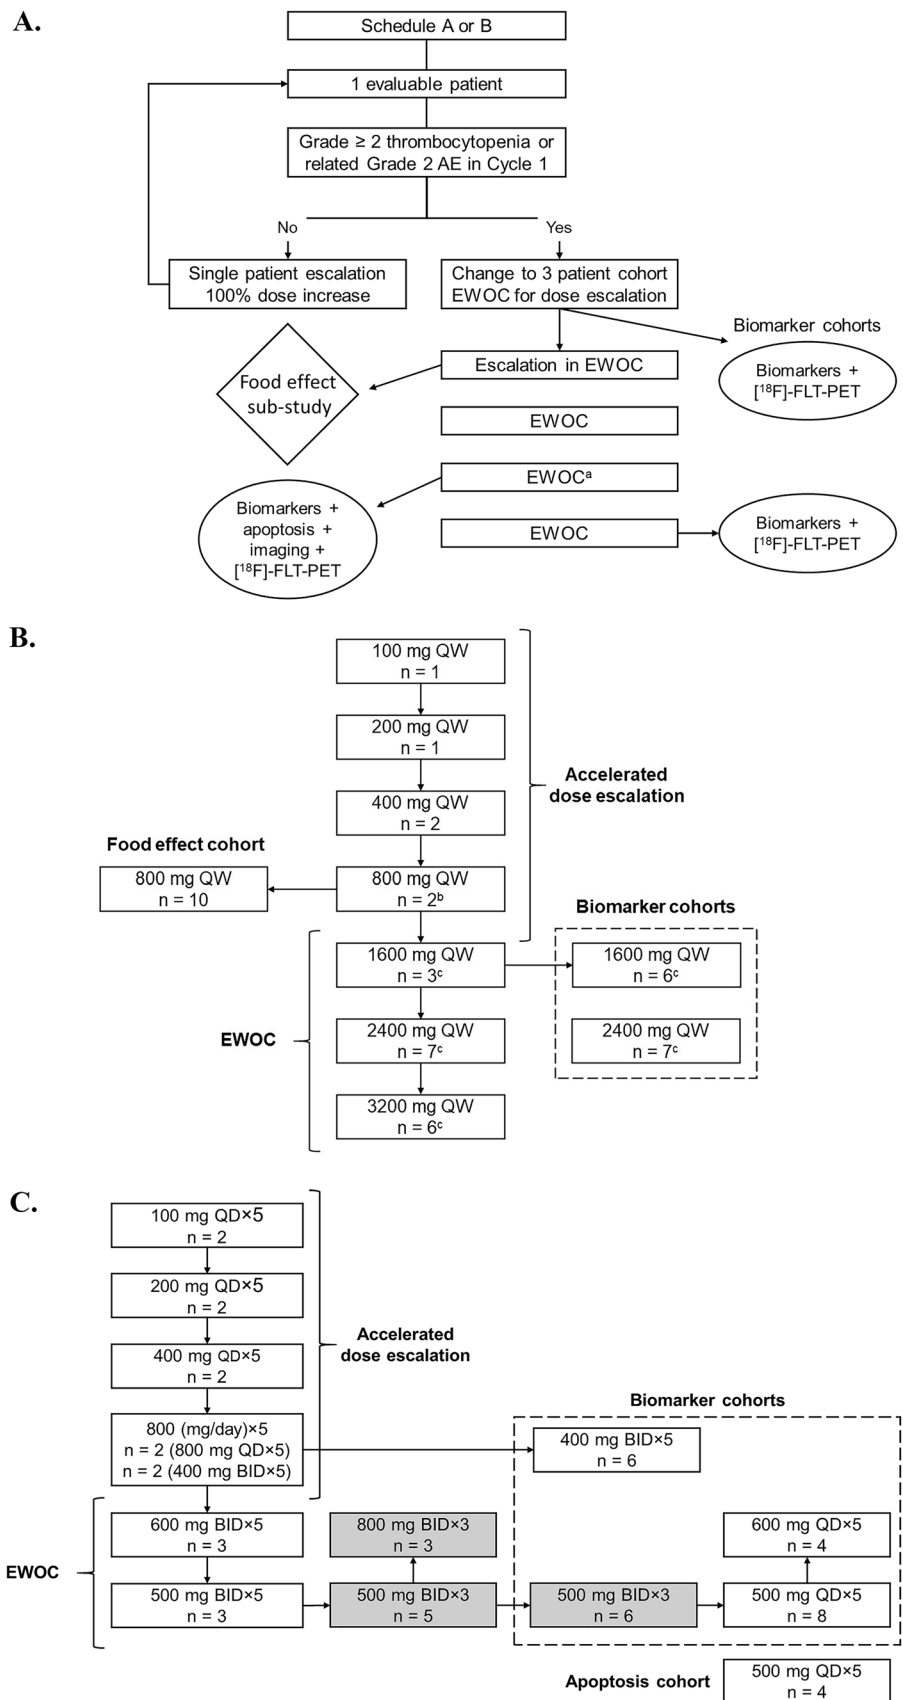 A.
Schedule A or B
1 evaluable patient
Grade ≥ 2 thrombocytopenia or
related Grade 2 AE in Cycle 1
No
Yes
Single patient escalation
100% dose increase
Change to 3 patient cohort
EWOC for dose escalation
Biomarker cohorts
Food effect
sub-study
Escalation in EWOC
Biomarkers +
[¹⁸F]-FLT-PET
EWOC
EWOCᵃ
Biomarkers +
apoptosis +
imaging +
[¹⁸F]-FLT-PET
EWOC
Biomarkers +
[¹⁸F]-FLT-PET
B.
100 mg QW
n = 1
200 mg QW
n = 1
Accelerated
dose escalation
400 mg QW
n = 2
Food effect cohort
800 mg QW
n = 10
800 mg QW
n = 2ᵇ
Biomarker cohorts
1600 mg QW
n = 3ᶜ
1600 mg QW
n = 6ᶜ
EWOC
2400 mg QW
n = 7ᶜ
2400 mg QW
n = 7ᶜ
3200 mg QW
n = 6ᶜ
C.
100 mg QD×5
n = 2
200 mg QD×5
n = 2
Accelerated
dose escalation
400 mg QD×5
n = 2
Biomarker cohorts
800 (mg/day)×5
n = 2 (800 mg QD×5)
n = 2 (400 mg BID×5)
400 mg BID×5
n = 6
EWOC
600 mg BID×5
n = 3
800 mg BID×3
n = 3
600 mg QD×5
n = 4
500 mg BID×5
n = 3
500 mg BID×3
n = 5
500 mg BID×3
n = 6
500 mg QD×5
n = 8
Apoptosis cohort
500 mg QD×5
n = 4